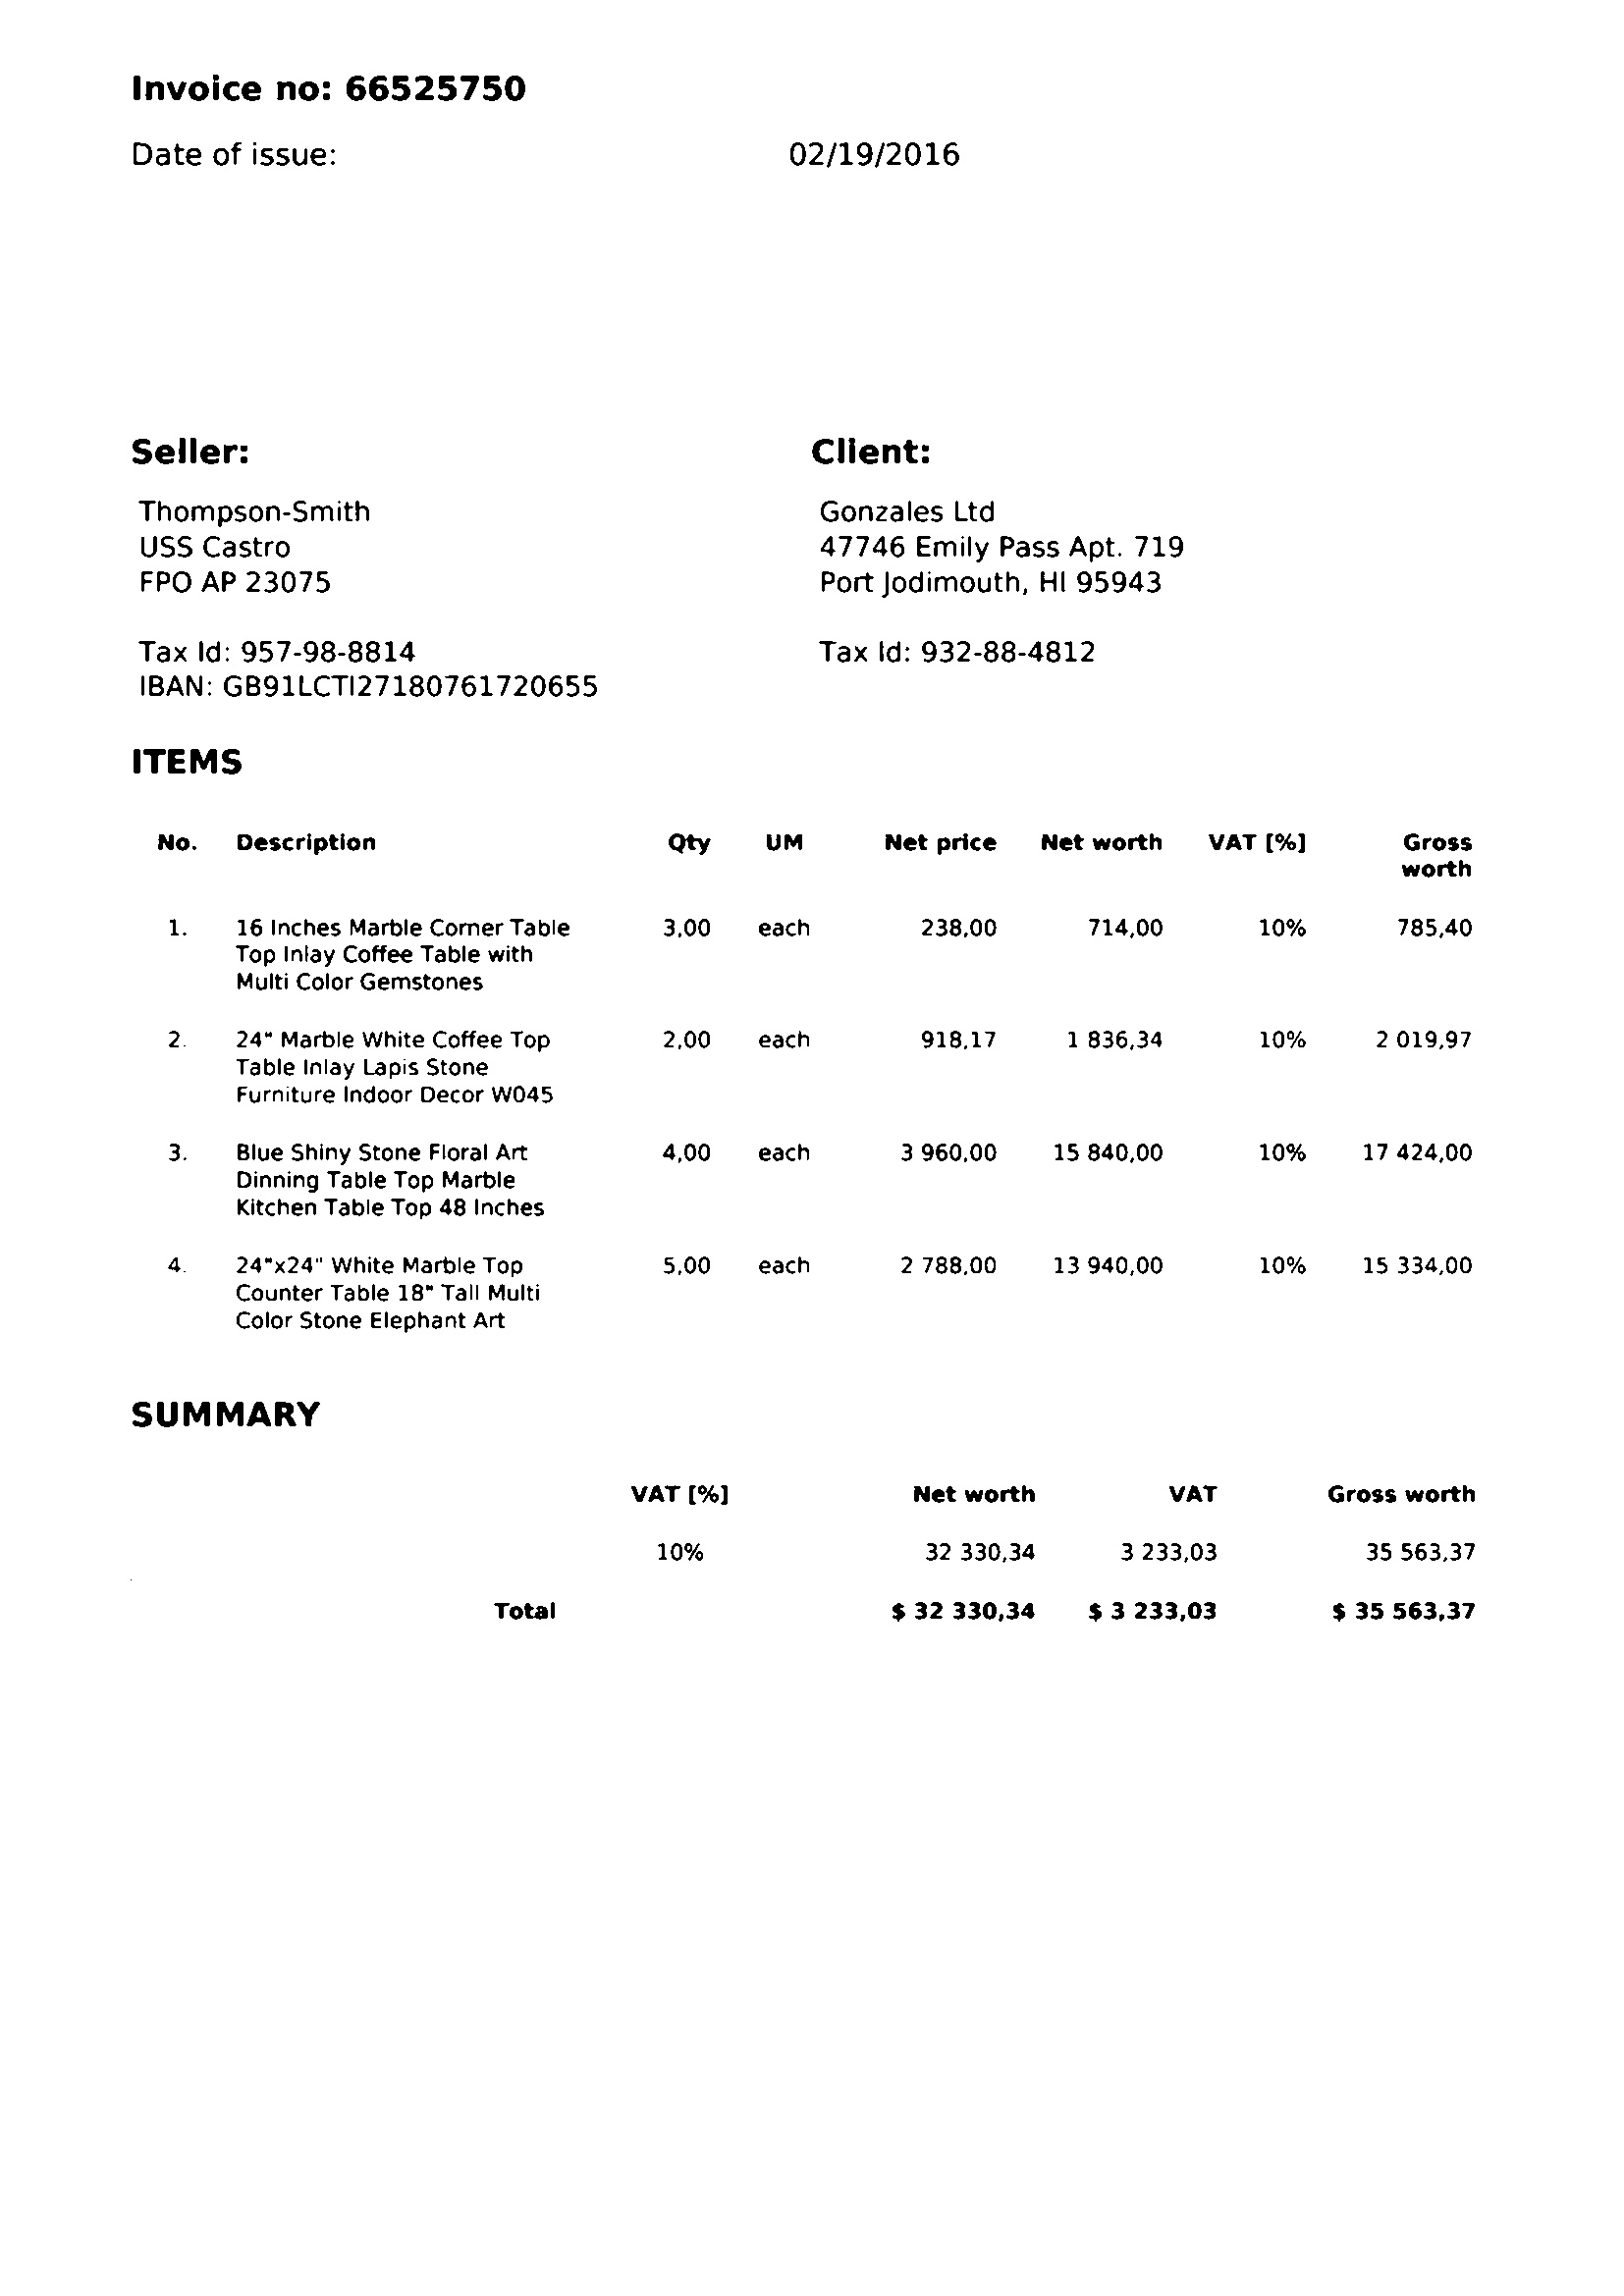 Invoice no: 66525750
Date of issue: 02/19/2016
Seller: Client:
Thompson-Smith Gonzales Ltd
USS Castro 47746 Emily Pass Apt. 719
FPO AP 23075 Port Jodimouth, HI 95943
Tax Id: 957-98-8814 Tax Id: 932-88-4812
IBAN: GB91LCTI27180761720655
ITEMS
No. Description Qty UM Net price Net worth VAT [%] Gross
worth
1. 16 Inches Marble Corner Table 3,00 each 238,00 714,00 10% 785,40
Top Inlay Coffee Table with
Multi Color Gemstones
2. 24" Marble White Coffee Top 2,00 each 918,17 1 836,34 10% 2 019,97
Table Inlay Lapis Stone
Furniture Indoor Decor W045
3. Blue Shiny Stone Floral Art 4,00 each 3 960,00 15 840,00 10% 17 424,00
Dinning Table Top Marble
Kitchen Table Top 48 Inches
4. 24"x24" White Marble Top 5,00 each 2 788,00 13 940,00 10% 15 334,00
Counter Table 18" Tall Multi
Color Stone Elephant Art
SUMMARY
VAT [%] Net worth VAT Gross worth
10% 32 330,34 3 233,03 35 563,37
Total $ 32 330,34 $ 3 233,03 $ 35 563,37